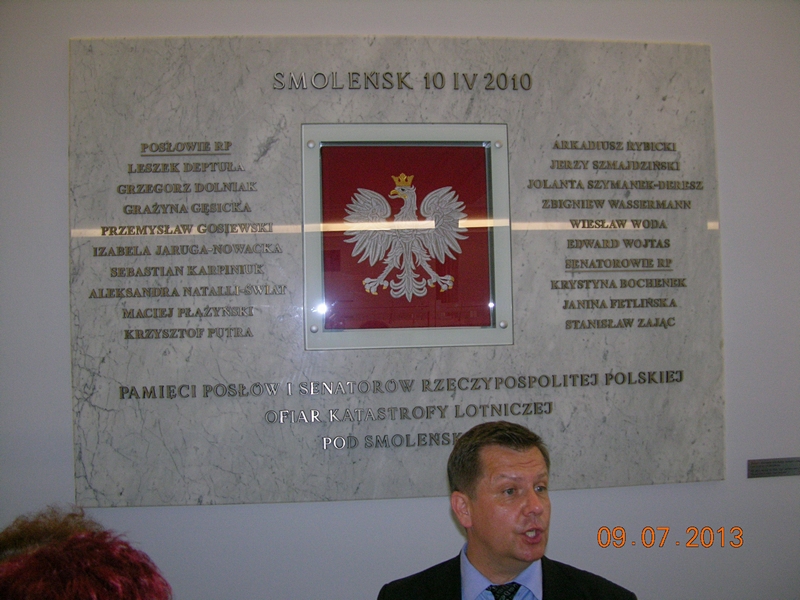 SMOLEŃSK 10 IV 2010
POSŁOWIE RP
LESZEK DEPTUŁA
GRZEGORZ DOLNIAK
GRAŻYNA GĘSICKA
PRZEMYSŁAW GOSIEWSKI
IZABELA JARUGA-NOWACKA
SEBASTIAN KARPINIUK
ALEKSANDRA NATALLI-ŚWIAT
MACIEJ PŁAŻYŃSKI
KRZYSZTOF PUTRA
ARKADIUSZ RYBICKI
JERZY SZMAJDZIŃSKI
JOLANTA SZYMANEK-DERESZ
ZBIGNIEW WASSERMANN
WIESŁAW WODA
EDWARD WOJTAS
SENATOROWIE RP
KRYSTYNA BOCHENEK
JANINA FETLIŃSKA
STANISŁAW ZAJĄC
PAMIĘCI POSŁÓW I SENATORÓW RZECZYPOSPOLITEJ POLSKIEJ
OFIAR KATASTROFY LOTNICZEJ
POD SMOLENSK
09.07.2013